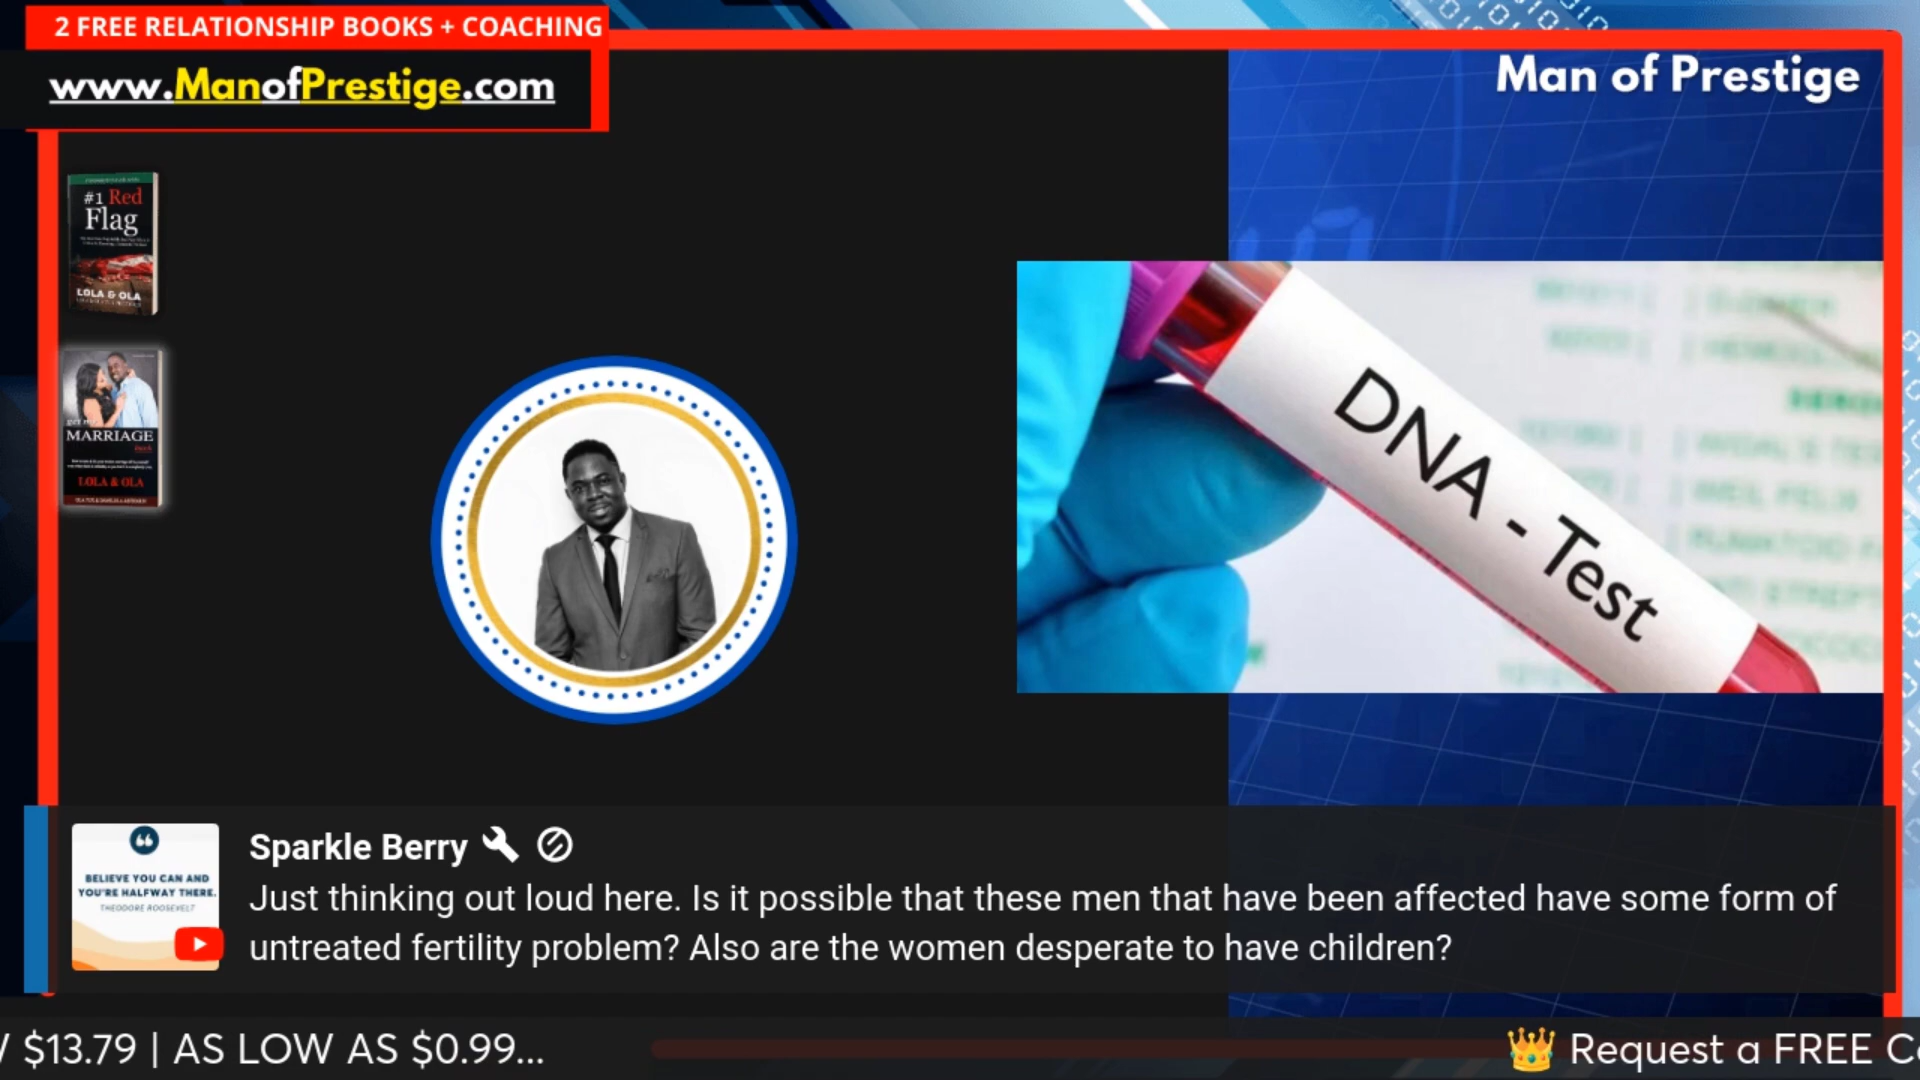 2 FREE RELATIONSHIP BOOKS + COACHING
www.ManofPrestige.com
Man of Prestige
#1 Red
Flag
LOLA & OLA
MARRIAGE
LOLA & OLA
DNA - Test
BELIEVE YOU CAN AND
YOU'RE HALFWAY THERE.
THEODORE ROOSEVELT
Sparkle Berry
Just thinking out loud here. Is it possible that these men that have been affected have some form of
untreated fertility problem? Also are the women desperate to have children?
$13.79 | AS LOW AS $0.99...
Request a FREE